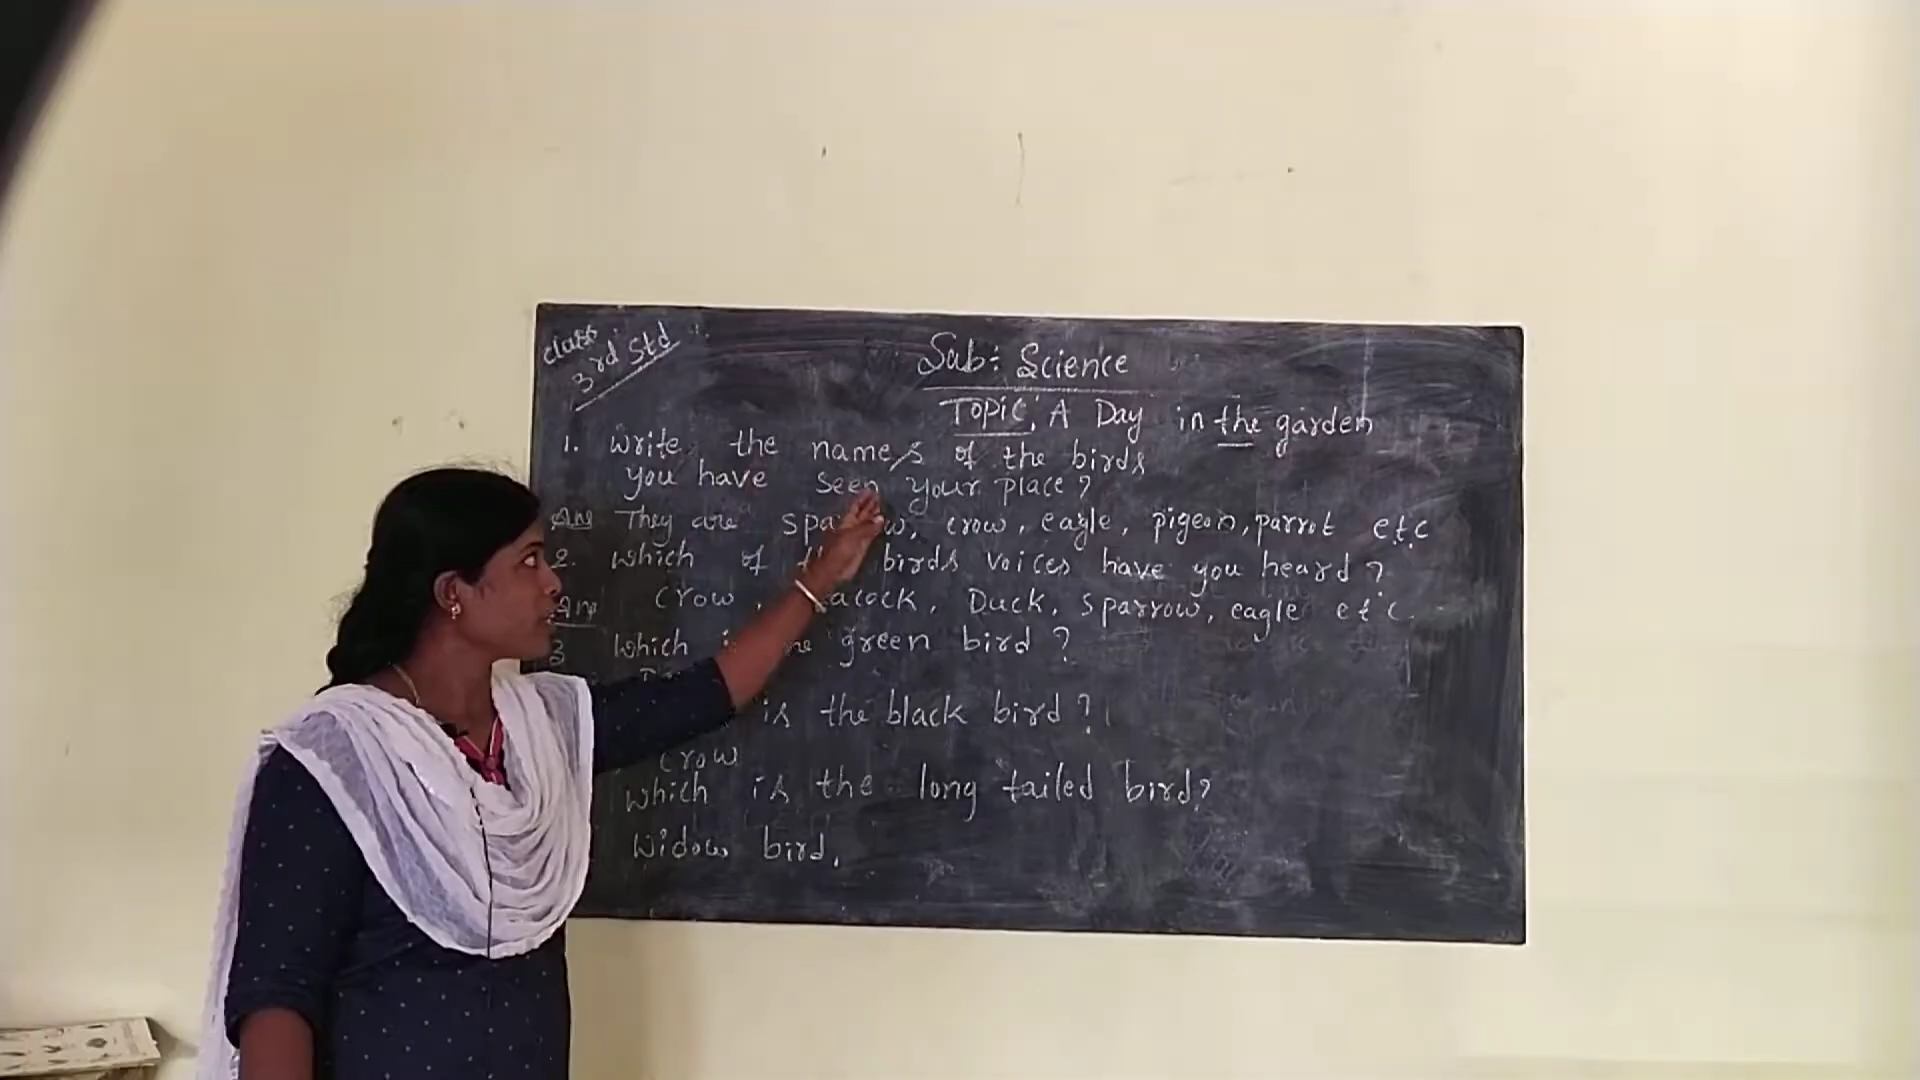 class
3rd Std
Sub: Science
Topic: A Day in the garden
1. Write the names of the birds
you have seen your place?
Ans They are crow, eagle, pigeon, parrot etc
2. Which of birds voices have you heard?
Ans crow, Duck, sparrow, eagle etc.
3 Which green bird?
is the black bird?
crow
which is the long tailed bird?
Widow bird.